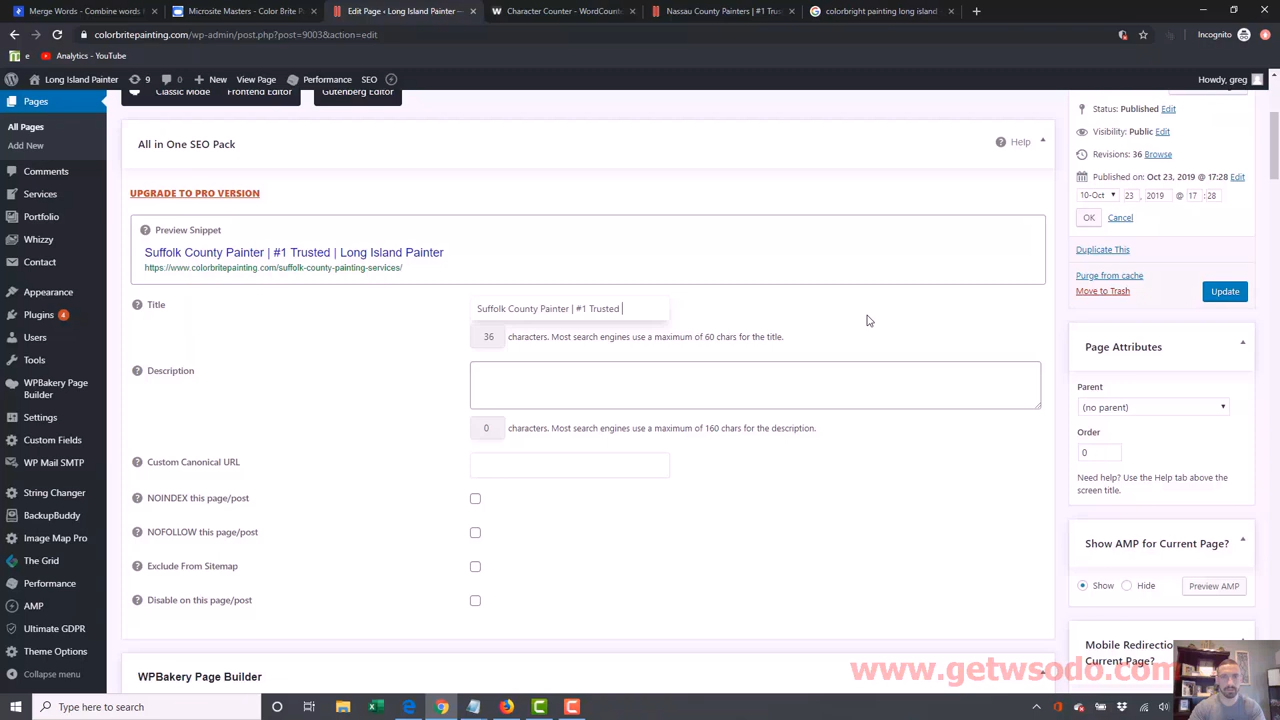 Merge Words - Combine words f
Microsite Masters - Color Brite P
Edit Page ‹ Long Island Painter
Character Counter - WordCounte
Nassau County Painters | #1 Trus
colorbright painting long island
colorbritepainting.com/wp-admin/post.php?post=9003&action=edit
Incognito
e
Analytics - YouTube
Long Island Painter
9
0
New
View Page
Performance
SEO
Howdy, greg
Pages
All Pages
Add New
Comments
Services
Portfolio
Whizzy
Contact
Appearance
Plugins 4
Users
Tools
WPBakery Page
Builder
Settings
Custom Fields
WP Mail SMTP
String Changer
BackupBuddy
Image Map Pro
The Grid
Performance
AMP
Ultimate GDPR
Theme Options
Collapse menu
Classic Mode
Frontend Editor
Gutenberg Editor
All in One SEO Pack
Help
UPGRADE TO PRO VERSION
Preview Snippet
Suffolk County Painter | #1 Trusted | Long Island Painter
https://www.colorbritepainting.com/suffolk-county-painting-services/
Title
Suffolk County Painter | #1 Trusted
36 characters. Most search engines use a maximum of 60 chars for the title.
Description
0 characters. Most search engines use a maximum of 160 chars for the description.
Custom Canonical URL
NOINDEX this page/post
NOFOLLOW this page/post
Exclude From Sitemap
Disable on this page/post
WPBakery Page Builder
Status: Published Edit
Visibility: Public Edit
Revisions: 36 Browse
Published on: Oct 23, 2019 @ 17:28 Edit
10-Oct 23 , 2019 @ 17 : 28
OK
Cancel
Duplicate This
Purge from cache
Move to Trash
Update
Page Attributes
Parent
(no parent)
Order
0
Need help? Use the Help tab above the
screen title.
Show AMP for Current Page?
Show
Hide
Preview AMP
Mobile Redirectio
Current Page?
www.getwsodo.com
Type here to search